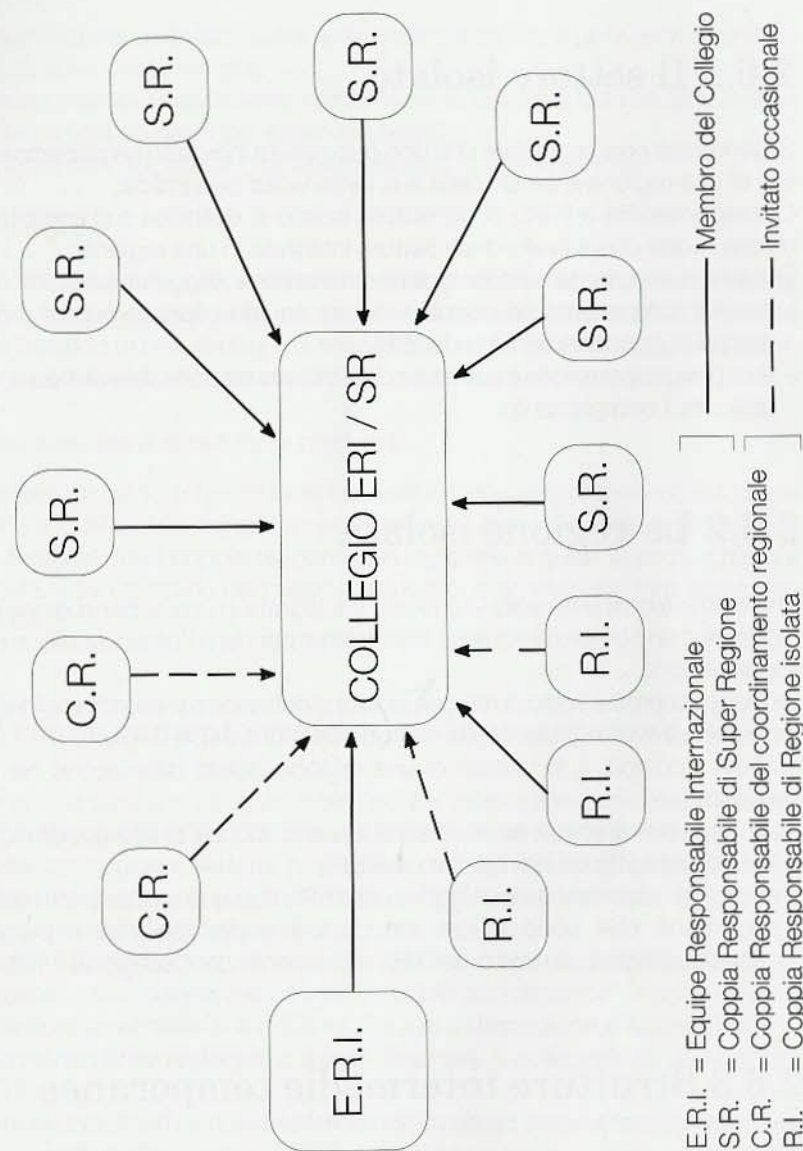 S.R.
S.R.
C.R.
C.R.
S.R.
E.R.I.
COLLEGIO ERI / SR
S.R.
R.I.
R.I.
R.I.
S.R.
S.R.
S.R.
E.R.I. = Equipe Responsabile Internazionale
S.R. = Coppia Responsabile di Super Regione
C.R. = Coppia Responsabile del coordinamento regionale
R.I. = Coppia Responsabile di Regione isolata
Membro del Collegio
Invitato occasionale